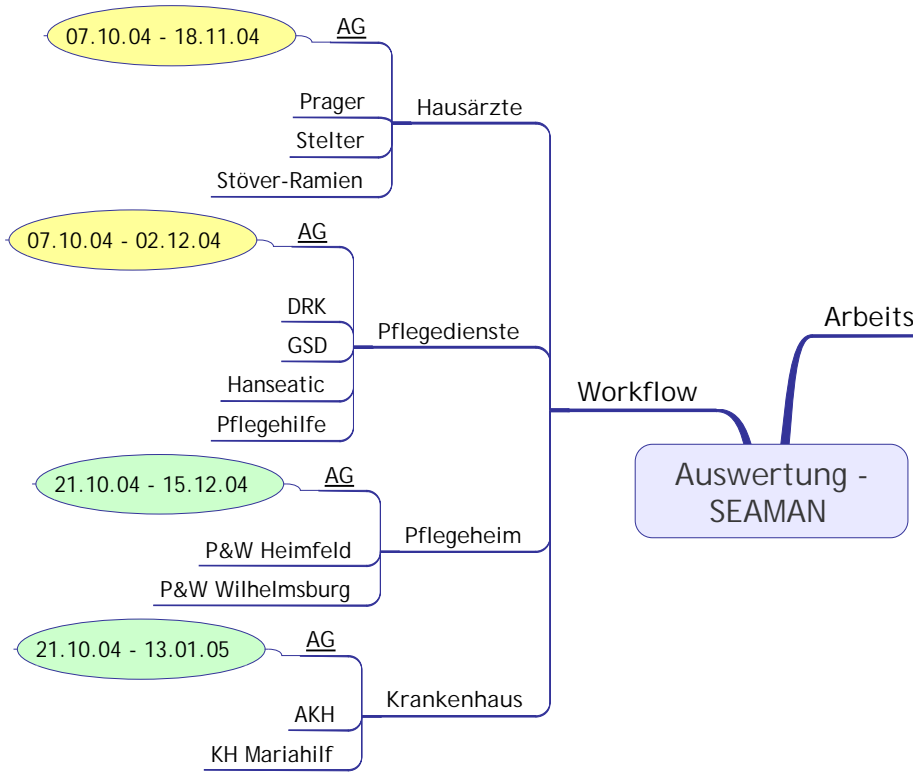 07.10.04 - 18.11.04
AG
Prager
Hausärzte
Stelter
Stöver-Ramien
07.10.04 - 02.12.04
AG
DRK
Pflegedienste
GSD
Hanseatic
Pflegehilfe
Arbeits
Workflow
Auswertung -
SEAMAN
21.10.04 - 15.12.04
AG
Pflegeheim
P&W Heimfeld
P&W Wilhelmsburg
21.10.04 - 13.01.05
AG
Krankenhaus
AKH
KH Mariahilf